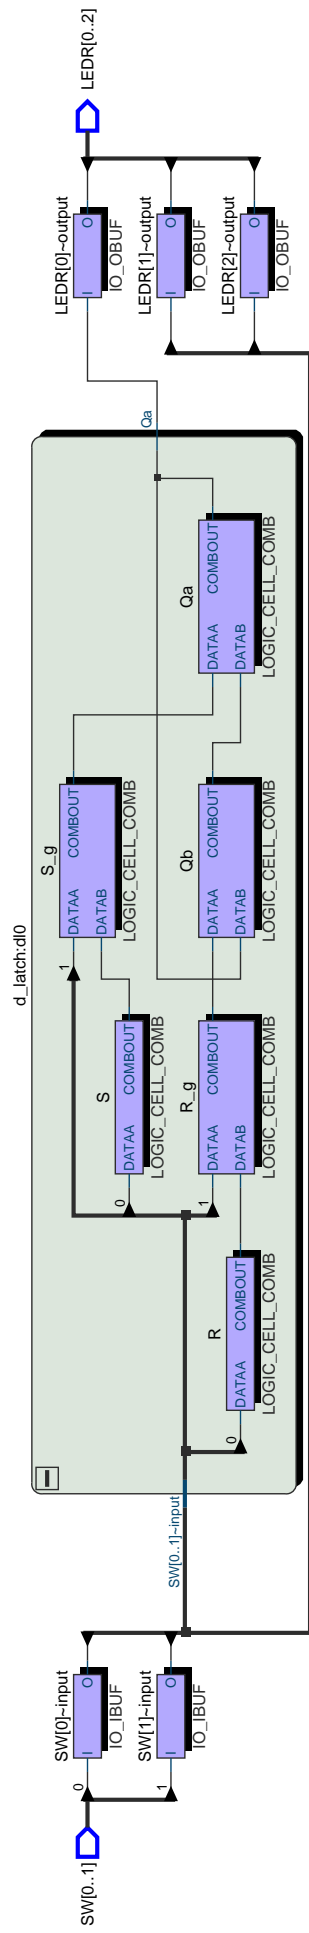 SW[0..1]
0
1
SW[0]~input
I
O
IO_IBUF
SW[1]~input
I
O
IO_IBUF
SW[0..1]~input
d_latch:dl0
0
R
DATAA
COMBOUT
LOGIC_CELL_COMB
0
S
DATAA
COMBOUT
LOGIC_CELL_COMB
1
R_g
DATAA
COMBOUT
DATAB
LOGIC_CELL_COMB
1
S_g
DATAA
COMBOUT
DATAB
LOGIC_CELL_COMB
Qb
DATAA
COMBOUT
DATAB
LOGIC_CELL_COMB
Qa
DATAA
COMBOUT
DATAB
LOGIC_CELL_COMB
Qa
LEDR[0]~output
I
O
IO_OBUF
LEDR[1]~output
I
O
IO_OBUF
LEDR[2]~output
I
O
IO_OBUF
LEDR[0..2]